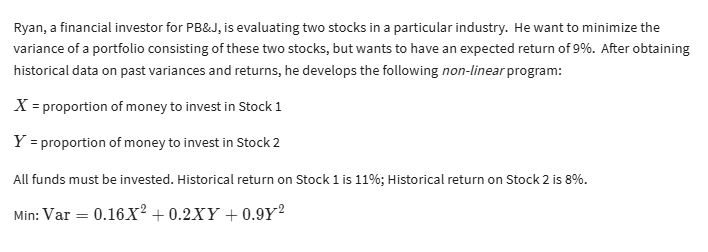 Ryan, a financial investor for PB&J, is evaluating two stocks in a particular industry. He want to minimize the
variance of a portfolio consisting of these two stocks, but wants to have an expected return of 9%. After obtaining
historical data on past variances and returns, he develops the following non-linear program:
X = proportion of money to invest in Stock 1
Y = proportion of money to invest in Stock 2
All funds must be invested. Historical return on Stock 1 is 11%; Historical return on Stock 2 is 8%.
Min: Var = 0.16X² + 0.2XY + 0.9Y²